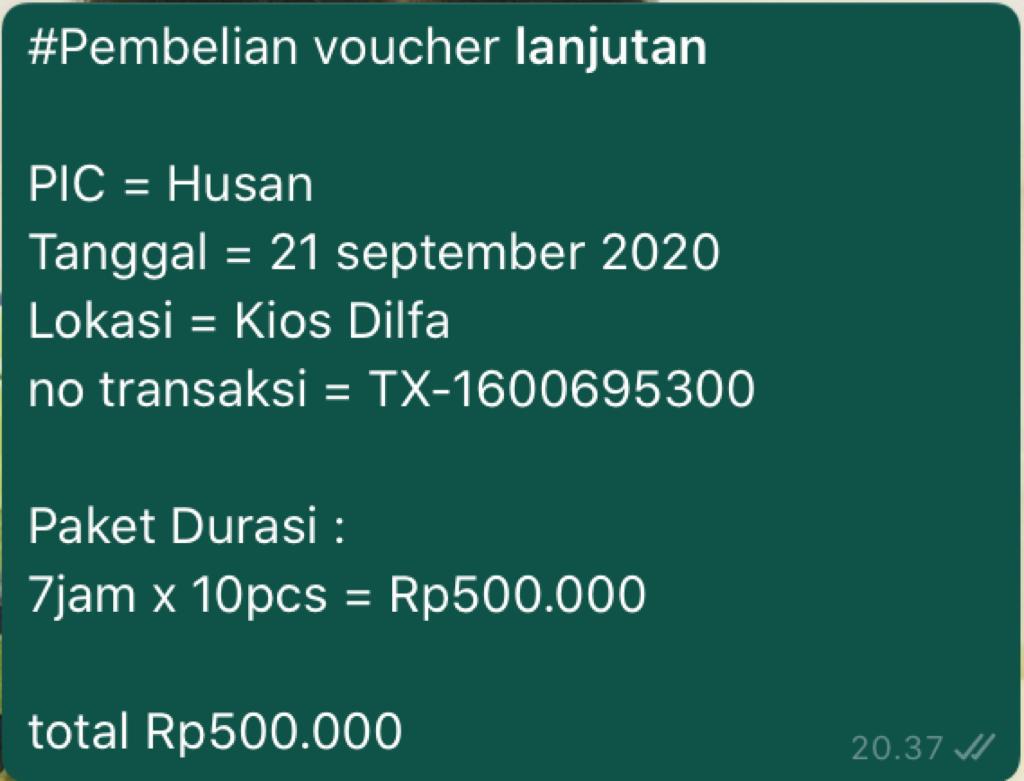 #Pembelian voucher lanjutan
PIC = Husan
Tanggal = 21 september 2020
Lokasi = Kios Dilfa
no transaksi = TX-1600695300
Paket Durasi :
7jam x 10pcs = Rp500.000
total Rp500.000
20.37